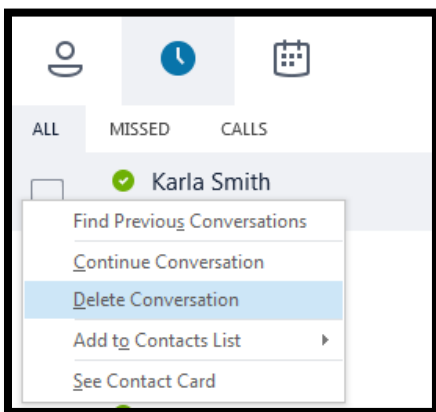 ALL MISSED CALLS
Karla Smith
Find Previous Conversations
Continue Conversation
Delete Conversation
Add to Contacts List
See Contact Card